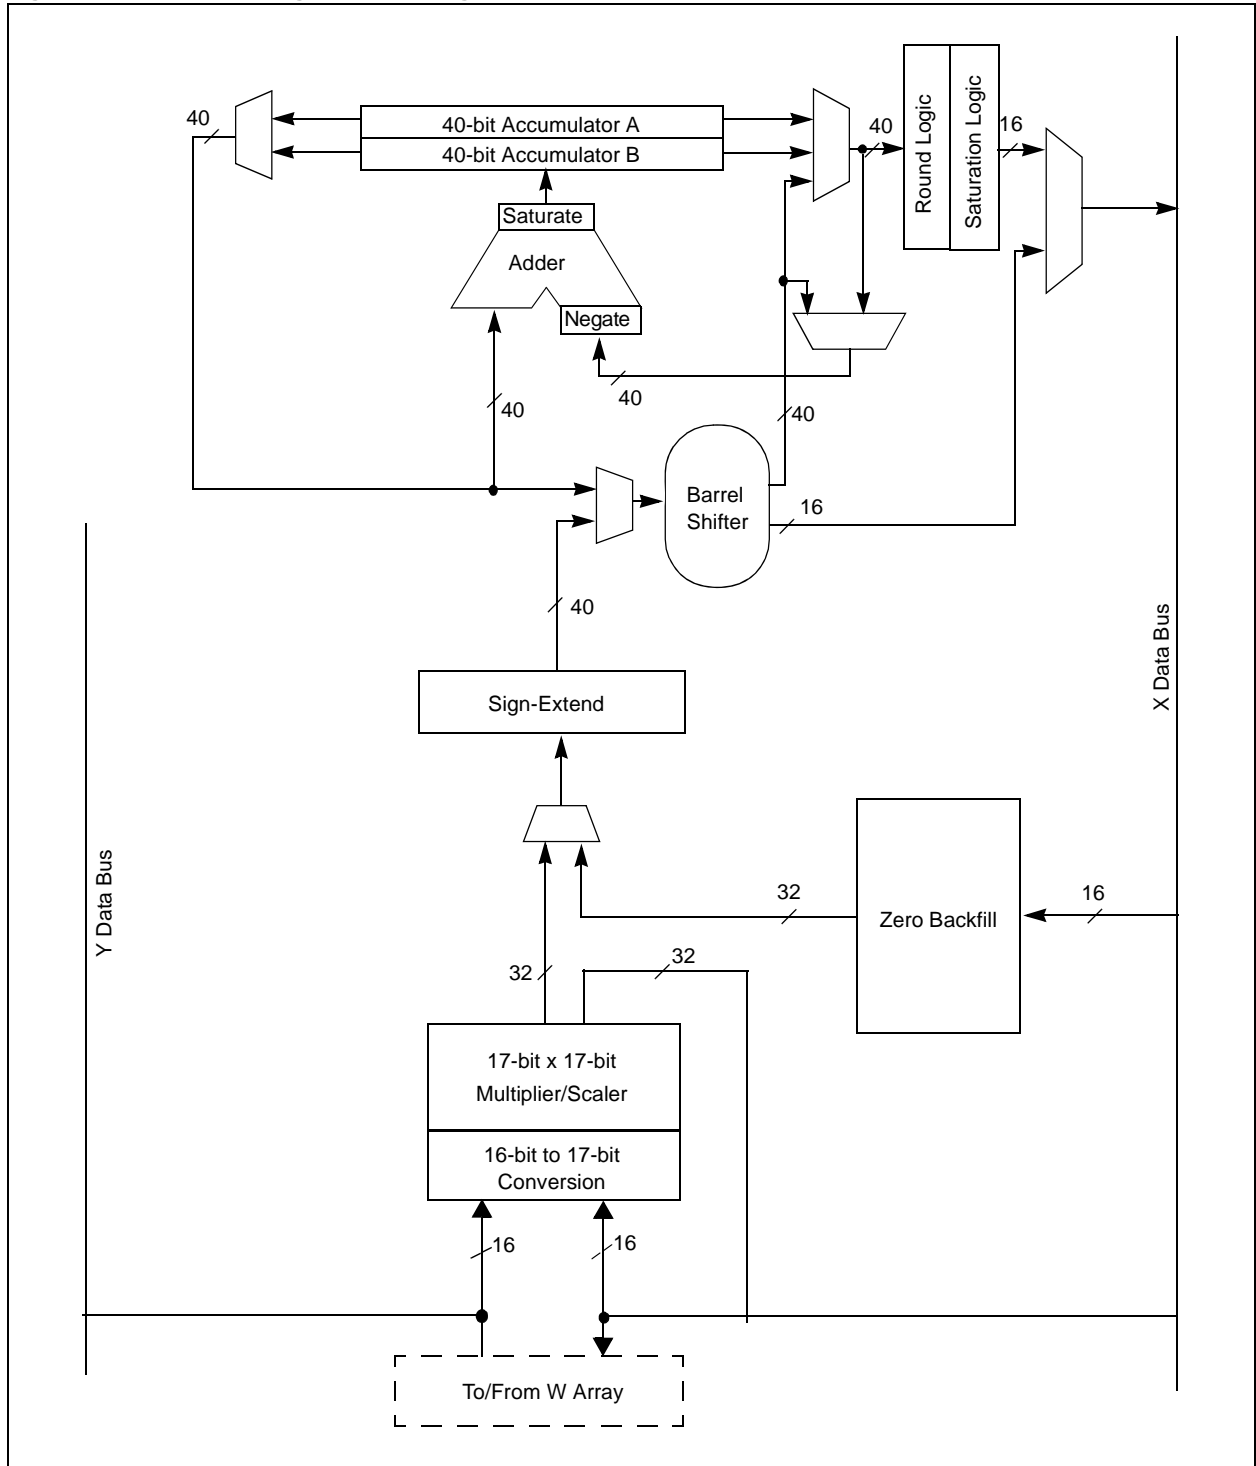 40
40-bit Accumulator A
40-bit Accumulator B
40
Round Logic
Saturation Logic
16
Saturate
Adder
Negate
40
40
40
Barrel
Shifter
16
40
Sign-Extend
X Data Bus
Y Data Bus
32
Zero Backfill
16
32
32
17-bit x 17-bit
Multiplier/Scaler
16-bit to 17-bit
Conversion
16
16
To/From W Array